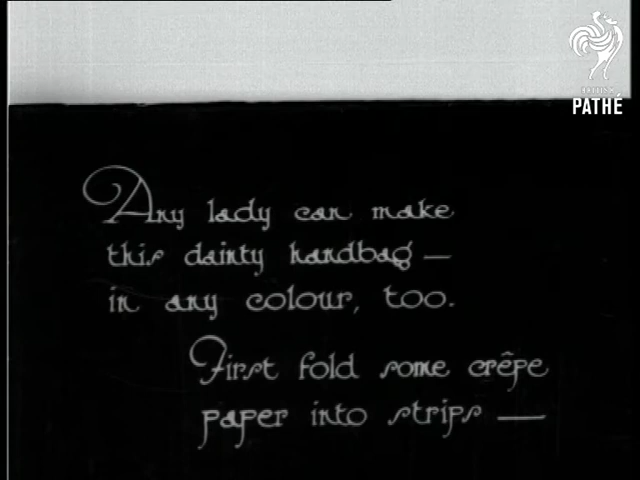 BRITISH
PATHÉ
Any lady can make
this dainty handbag —
in any colour, too.
First fold some crêpe
paper into strips —